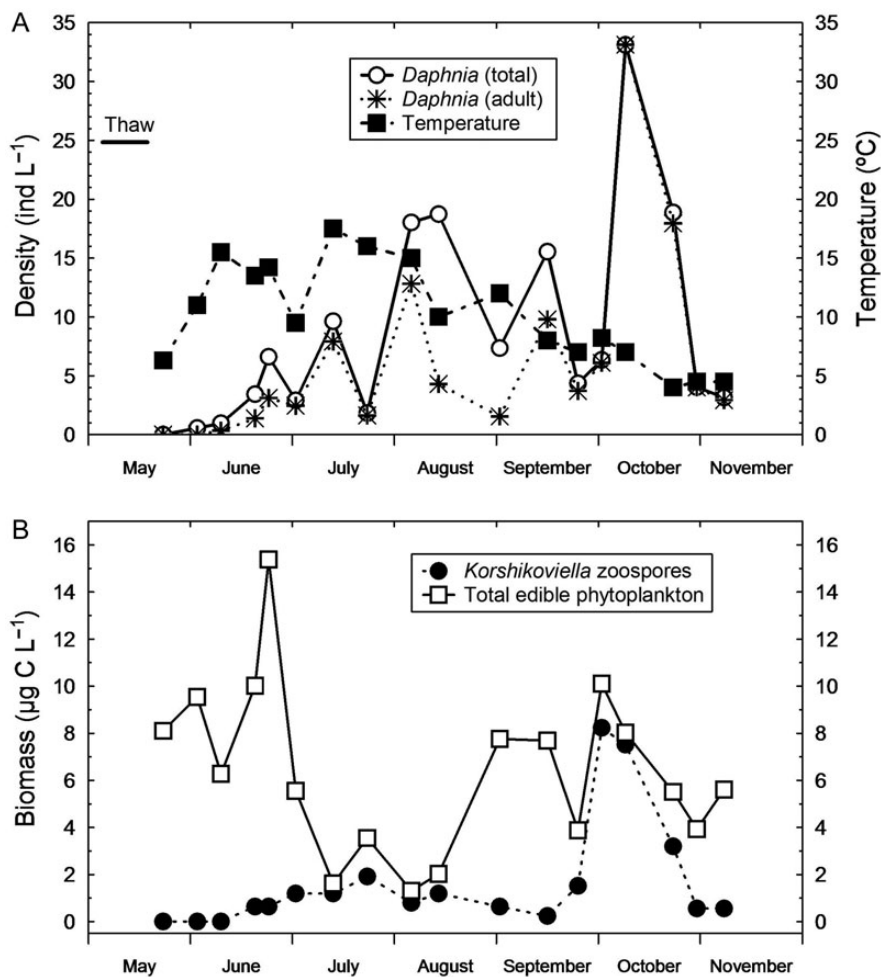 A
35
30
25
20
15
10
5
0
Density (ind L⁻¹)
Thaw
Daphnia (total)
Daphnia (adult)
Temperature
35
30
25
20
15
10
5
0
Temperature (ºC)
May June July August September October November
B
16
14
12
10
8
6
4
2
0
Biomass (µg C L⁻¹)
Korshikoviella zoospores
Total edible phytoplankton
16
14
12
10
8
6
4
2
0
May June July August September October November